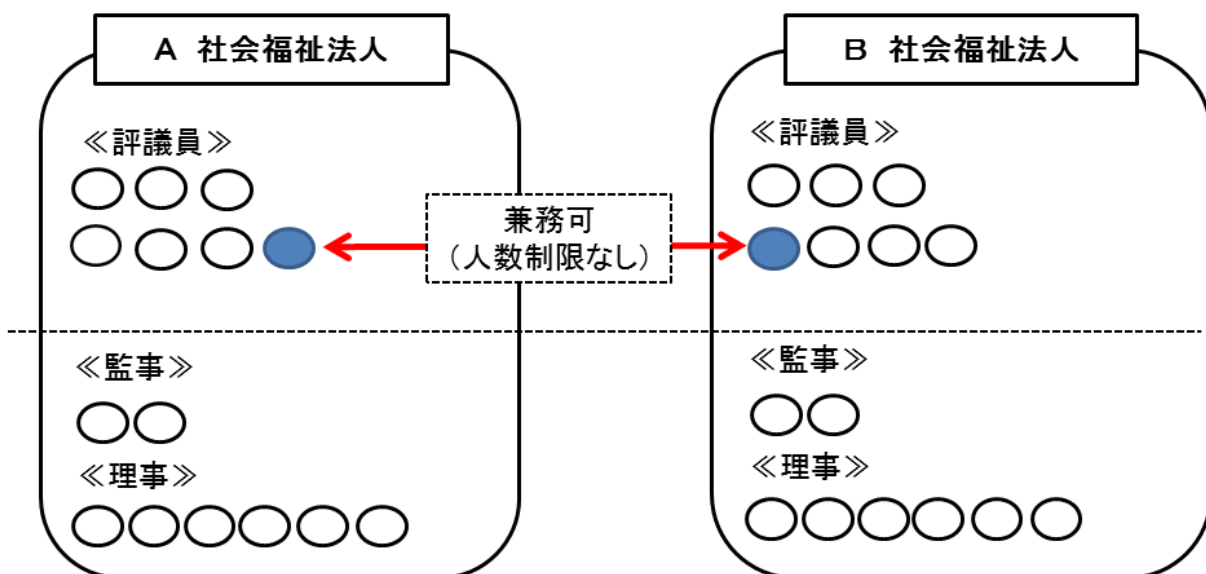 A 社会福祉法人
≪評議員≫
≪監事≫
≪理事≫
兼務可
(人数制限なし)
B 社会福祉法人
≪評議員≫
≪監事≫
≪理事≫